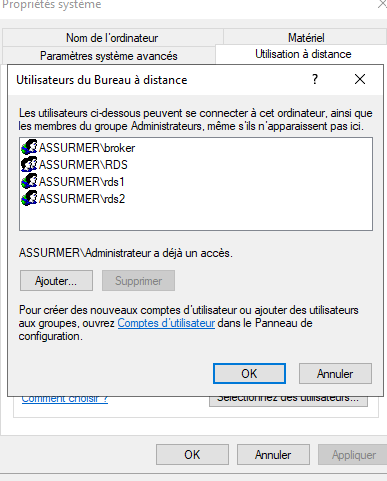 Propriétés système
Nom de l'ordinateur
Matériel
Paramètres système avancés
Utilisation à distance
Utilisateurs du Bureau à distance
Les utilisateurs ci-dessous peuvent se connecter à cet ordinateur, ainsi que
les membres du groupe Administrateurs, même s'ils n'apparaissent pas ici.
ASSURMER\broker
ASSURMER\RDS
ASSURMER\rds1
ASSURMER\rds2
ASSURMER\Administrateur a déjà un accès.
Ajouter...
Supprimer
Pour créer des nouveaux comptes d'utilisateur ou ajouter des utilisateurs
aux groupes, ouvrez Comptes d'utilisateur dans le Panneau de
configuration.
OK
Annuler
Comment choisir ?
Sélectionnez des utilisateurs...
OK
Annuler
Appliquer